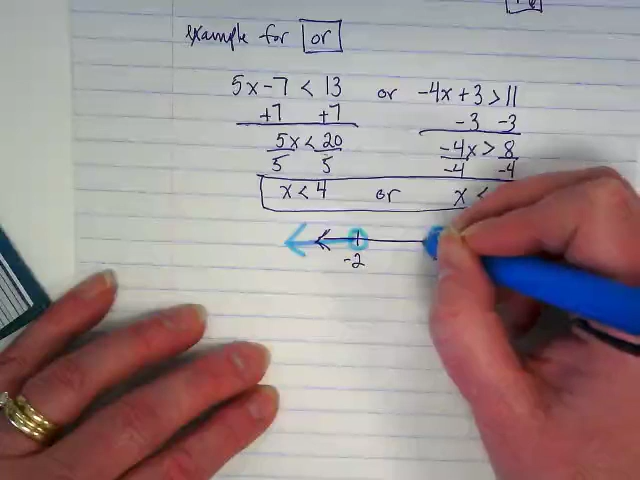 example for or
5x-7 < 13 or -4x+3 > 11
+7 +7 -3 -3
5x < 20 -4x > 8
5 5 -4 -4
x < 4 or x <
-2